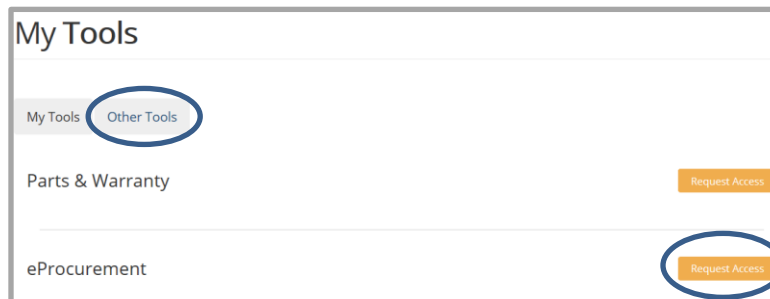 My Tools
My Tools Other Tools
Parts & Warranty Request Access
eProcurement Request Access